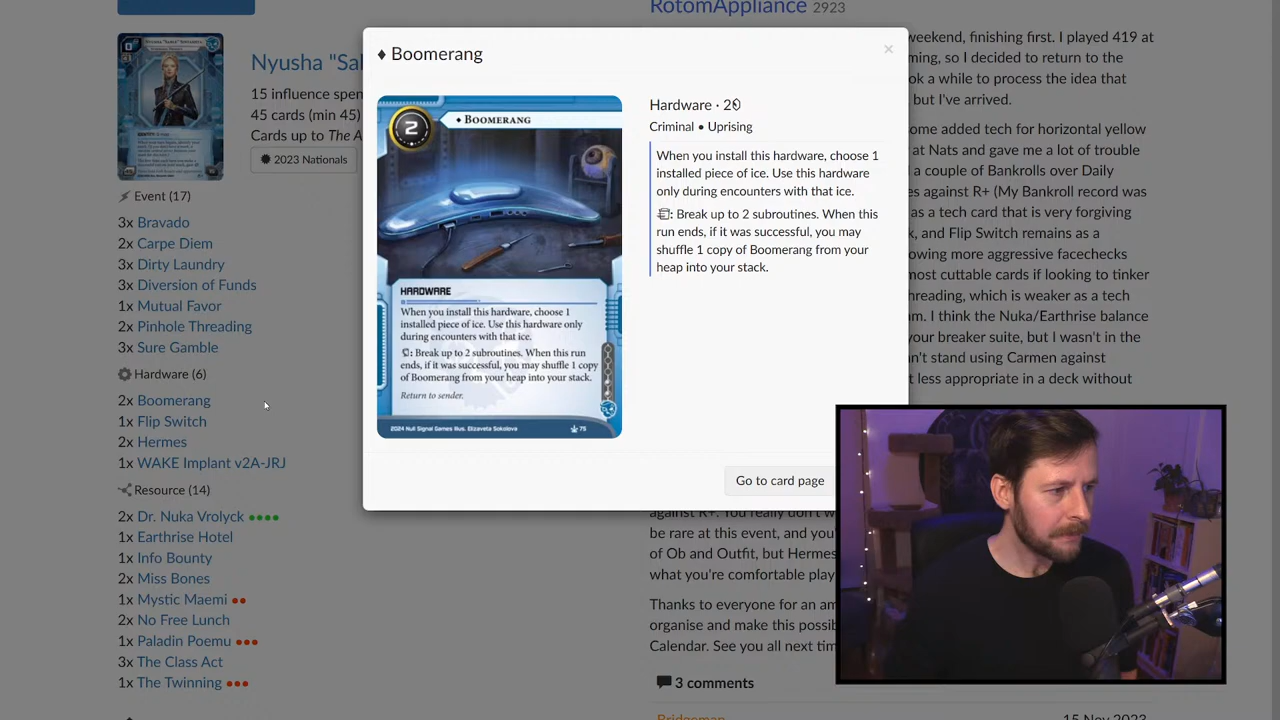 RotomAppliance 2923
Nyusha "Sa
15 influence spen
45 cards (min 45)
Cards up to The A
2023 Nationals
Event (17)
3x Bravado
2x Carpe Diem
3x Dirty Laundry
3x Diversion of Funds
1x Mutual Favor
2x Pinhole Threading
3x Sure Gamble
Hardware (6)
2x Boomerang
1x Flip Switch
2x Hermes
1x WAKE Implant v2A-JRJ
Resource (14)
2x Dr. Nuka Vrolyck
1x Earthrise Hotel
1x Info Bounty
2x Miss Bones
1x Mystic Maemi
2x No Free Lunch
1x Paladin Poemu
3x The Class Act
1x The Twinning
♦ Boomerang
×
2
♦ BOOMERANG
HARDWARE
When you install this hardware, choose 1
installed piece of ice. Use this hardware only
during encounters with that ice.
: Break up to 2 subroutines. When this run
ends, if it was successful, you may shuffle 1 copy
of Boomerang from your heap into your stack.
Return to sender.
2024 Null Signal Games Illus. Elizaveta Sokolova
75
Hardware · 2
Criminal • Uprising
When you install this hardware, choose 1
installed piece of ice. Use this hardware
only during encounters with that ice.
: Break up to 2 subroutines. When this
run ends, if it was successful, you may
shuffle 1 copy of Boomerang from your
heap into your stack.
Go to card page
weekend, finishing first. I played 419 at
ming, so I decided to return to the
ok a while to process the idea that
but I've arrived.
ome added tech for horizontal yellow
at Nats and gave me a lot of trouble
a couple of Bankrolls over Daily
es against R+ (My Bankroll record was
as a tech card that is very forgiving
k, and Flip Switch remains as a
owing more aggressive facechecks
most cuttable cards if looking to tinker
hreading, which is weaker as a tech
m. I think the Nuka/Earthrise balance
your breaker suite, but I wasn't in the
n't stand using Carmen against
t less appropriate in a deck without
against R+. You really don't w
be rare at this event, and you
of Ob and Outfit, but Hermes
what you're comfortable play
Thanks to everyone for an am
organise and make this possib
Calendar. See you all next tim
3 comments
Bridgeman
15 Nov 2023